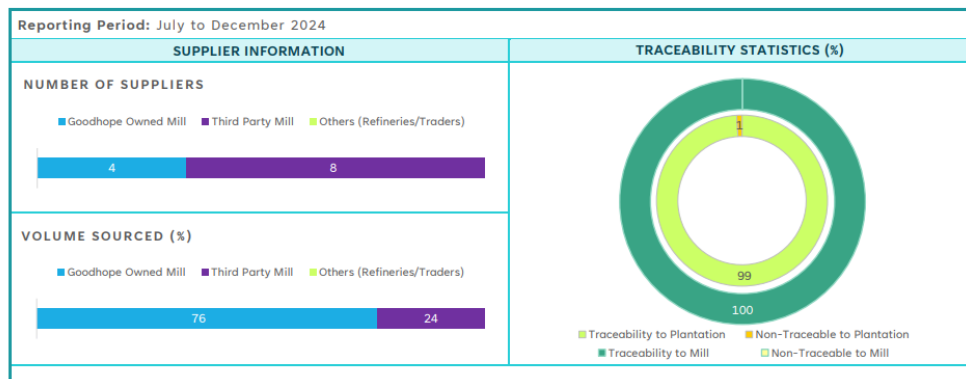 Reporting Period: July to December 2024
SUPPLIER INFORMATION
NUMBER OF SUPPLIERS
Goodhope Owned Mill Third Party Mill Others (Refineries/Traders)
4 8
VOLUME SOURCED (%)
Goodhope Owned Mill Third Party Mill Others (Refineries/Traders)
76 24
TRACEABILITY STATISTICS (%)
1
99
100
Traceability to Plantation Non-Traceable to Plantation
Traceability to Mill Non-Traceable to Mill